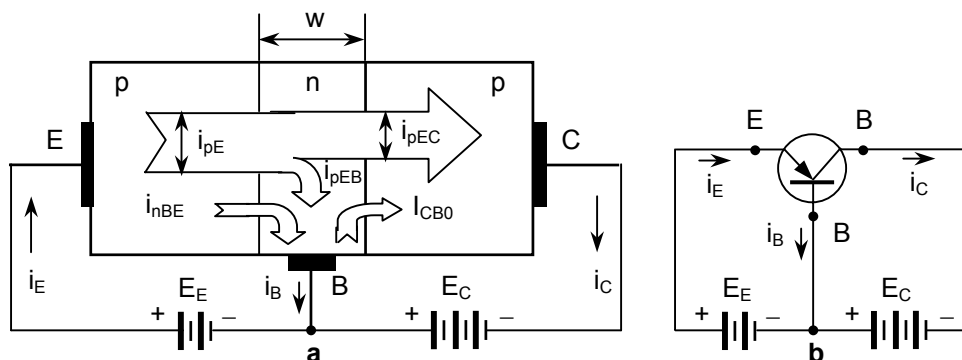 w
p n p
E i_pE i_pEC C
i_pEB
i_nBE I_CB0
i_E i_B B i_C
E_E E_C
+ – + –
a
E B
i_E i_C
i_B B
E_E E_C
+ – + –
b